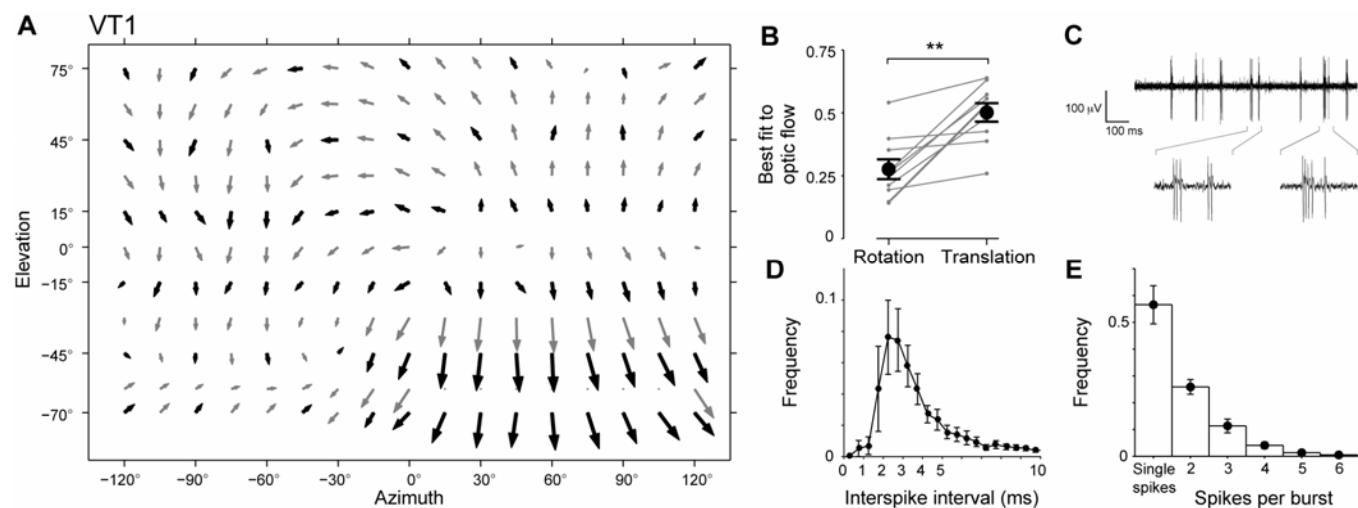 A
VT1
75°
45°
15°
0°
−15°
−45°
−70°
Elevation
−120° −90° −60° −30° 0° 30° 60° 90° 120°
Azimuth
B
**
0.75
0.5
0.25
0
Best fit to
optic flow
Rotation Translation
C
100 µV
100 ms
D
0.1
0
Frequency
0 1 2 3 4 5 10
Interspike interval (ms)
E
0.5
0
Frequency
Single
spikes
2 3 4 5 6
Spikes per burst